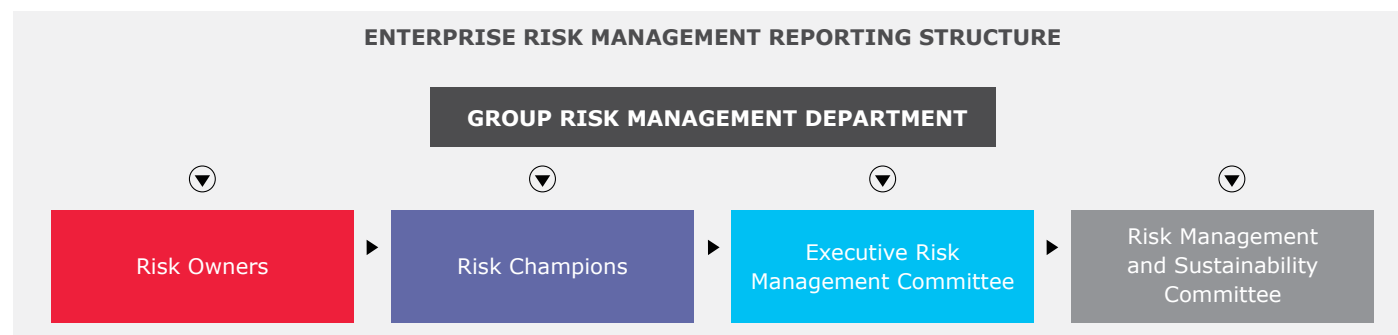 ENTERPRISE RISK MANAGEMENT REPORTING STRUCTURE
GROUP RISK MANAGEMENT DEPARTMENT
Risk Owners
Risk Champions
Executive Risk
Management Committee
Risk Management
and Sustainability
Committee